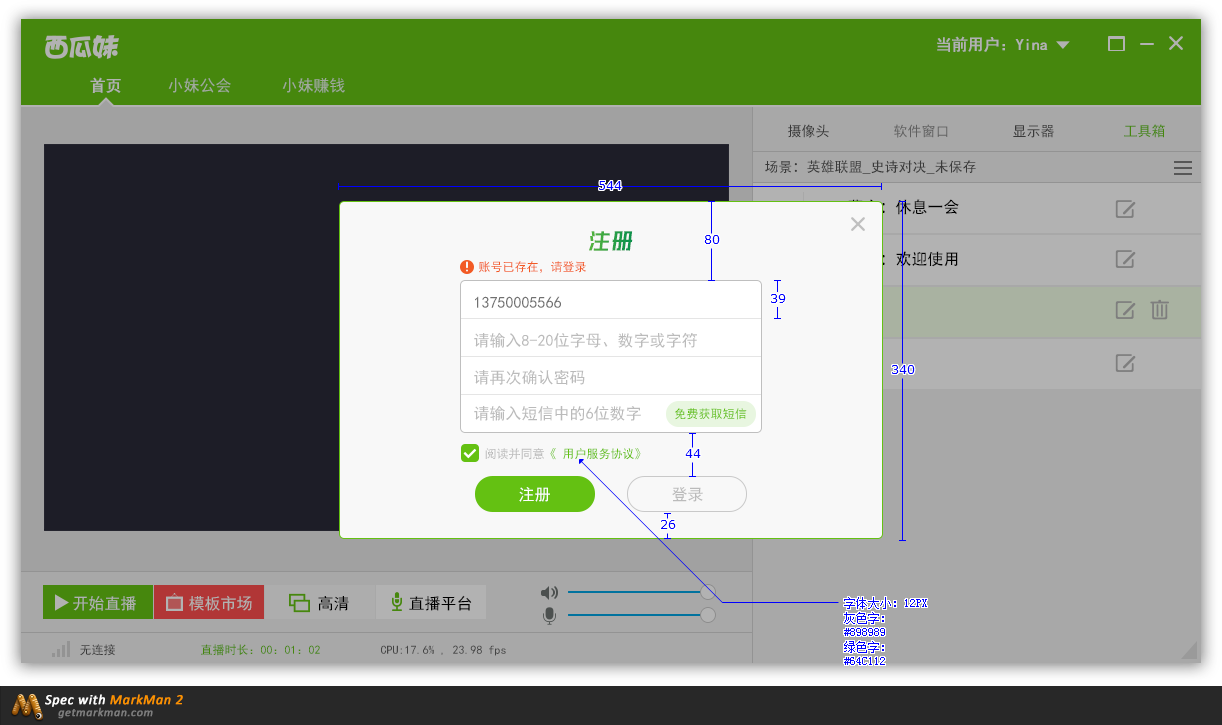 西瓜妹
当前用户：Yina
首页 小妹公会 小妹赚钱
摄像头 软件窗口 显示器 工具箱
场景：英雄联盟_史诗对决_未保存
544
：休息一会
80
注册
账号已存在，请登录
：欢迎使用
13750005566
39
请输入8-20位字母、数字或字符
340
请再次确认密码
请输入短信中的6位数字 免费获取短信
阅读并同意《 用户服务协议》
44
注册 登录
26
开始直播 模板市场 高清 直播平台
字体大小：12PX
灰色字：
#898989
绿色字：
#64C112
无连接 直播时长：00：01：02 CPU:17.6% , 23.98 fps
Spec with MarkMan 2
getmarkman.com